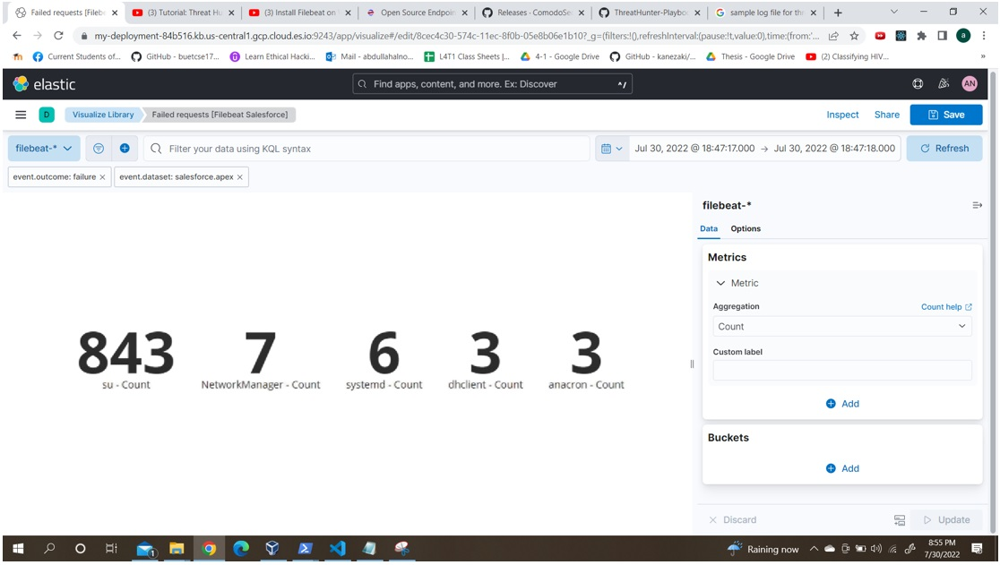 Failed requests [Fileb
(3) Tutorial: Threat Hu
(3) Install Filebeat on
Open Source Endpoin
Releases · ComodoSe
ThreatHunter-Playbo
sample log file for thr
my-deployment-84b516.kb.us-central1.gcp.cloud.es.io:9243/app/visualize#/edit/8cec4c30-574c-11ec-8f0b-05e8b06e1b10?_g=(filters:!(),refreshInterval:(pause:!t,value:0),time:(from:'...
a
Current Students of...
GitHub - buetcse17...
Learn Ethical Hacki...
Mail - abdullahalno...
L4T1 Class Sheets |...
4-1 - Google Drive
GitHub - kanezaki/...
Thesis - Google Drive
(2) Classifying HIV...
»
elastic
Find apps, content, and more. Ex: Discover
^/
AN
D
Visualize Library
Failed requests [Filebeat Salesforce]
Inspect
Share
Save
filebeat-*
Filter your data using KQL syntax
Jul 30, 2022 @ 18:47:17.000 → Jul 30, 2022 @ 18:47:18.000
Refresh
event.outcome: failure ×
event.dataset: salesforce.apex ×
843
su - Count
7
NetworkManager - Count
6
systemd - Count
3
dhclient - Count
3
anacron - Count
filebeat-*
Data
Options
Metrics
Metric
Aggregation
Count help
Count
Custom label
Add
Buckets
Add
Discard
Update
1
Raining now
8:55 PM
7/30/2022